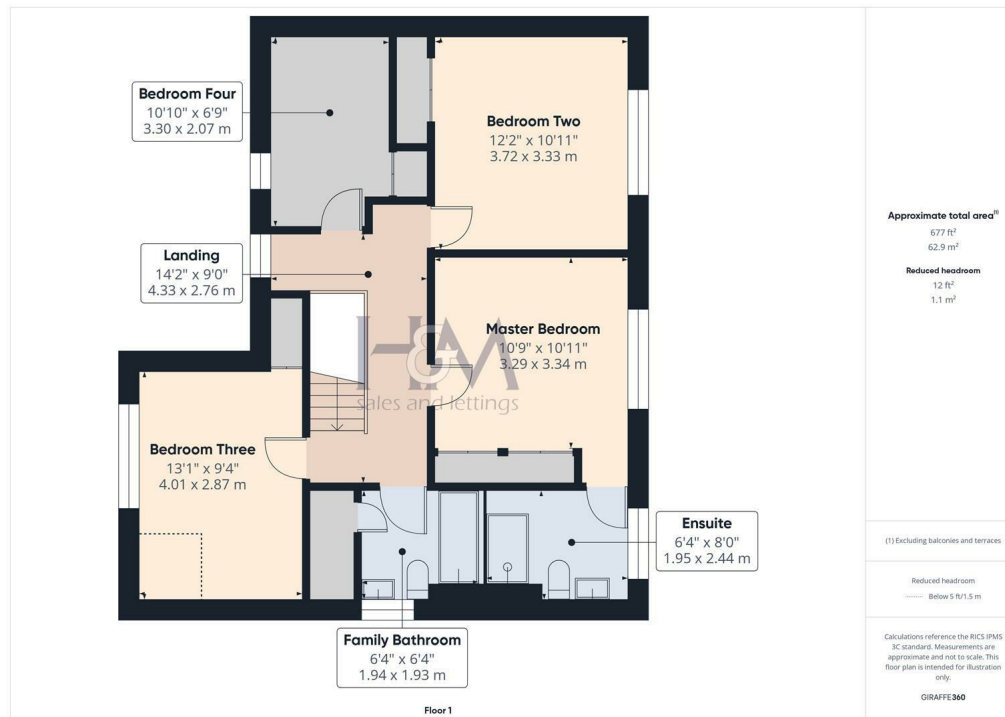 Bedroom Four
10'10" x 6'9"
3.30 x 2.07 m
Bedroom Two
12'2" x 10'11"
3.72 x 3.33 m
Landing
14'2" x 9'0"
4.33 x 2.76 m
Master Bedroom
10'9" x 10'11"
3.29 x 3.34 m
H&M
sales and lettings
Bedroom Three
13'1" x 9'4"
4.01 x 2.87 m
Ensuite
6'4" x 8'0"
1.95 x 2.44 m
Family Bathroom
6'4" x 6'4"
1.94 x 1.93 m
Floor 1
Approximate total area(1)
677 ft²
62.9 m²
Reduced headroom
12 ft²
1.1 m²
(1) Excluding balconies and terraces
Reduced headroom
Below 5 ft/1.5 m
Calculations reference the RICS IPMS
3C standard. Measurements are
approximate and not to scale. This
floor plan is intended for illustration
only.
GIRAFFE360